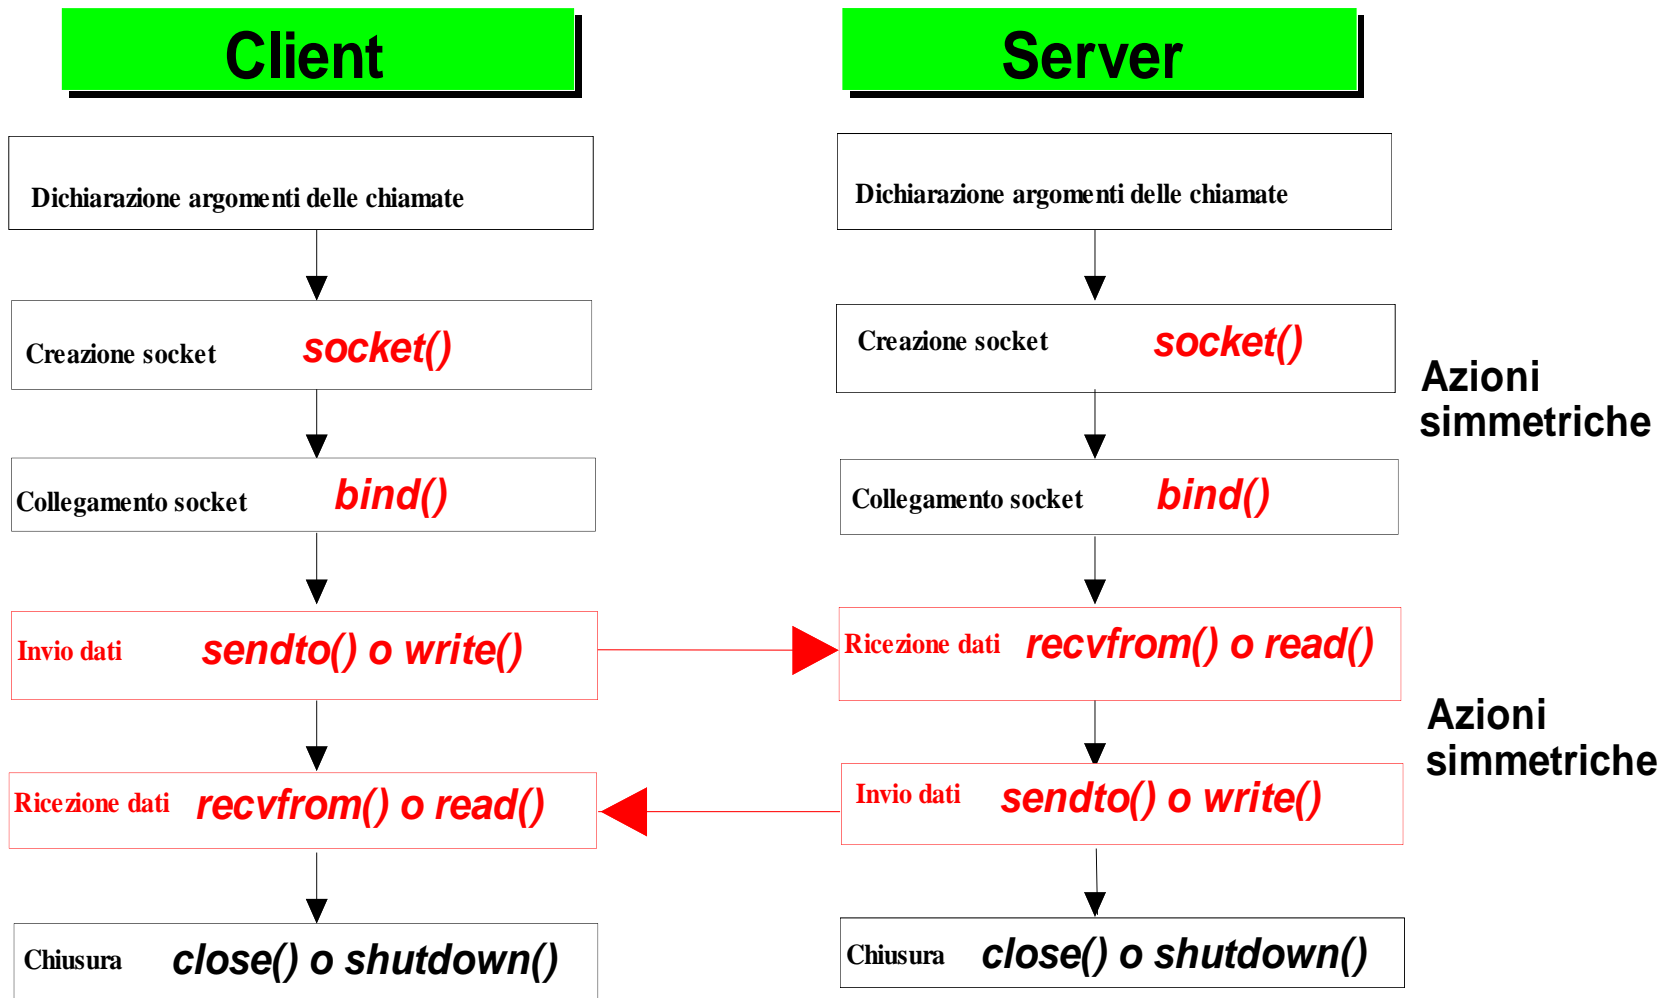 Client
Server
Dichiarazione argomenti delle chiamate
Dichiarazione argomenti delle chiamate
Creazione socket socket()
Creazione socket socket()
Azioni
simmetriche
Collegamento socket bind()
Collegamento socket bind()
Invio dati sendto() o write()
Ricezione dati recvfrom() o read()
Azioni
simmetriche
Ricezione dati recvfrom() o read()
Invio dati sendto() o write()
Chiusura close() o shutdown()
Chiusura close() o shutdown()